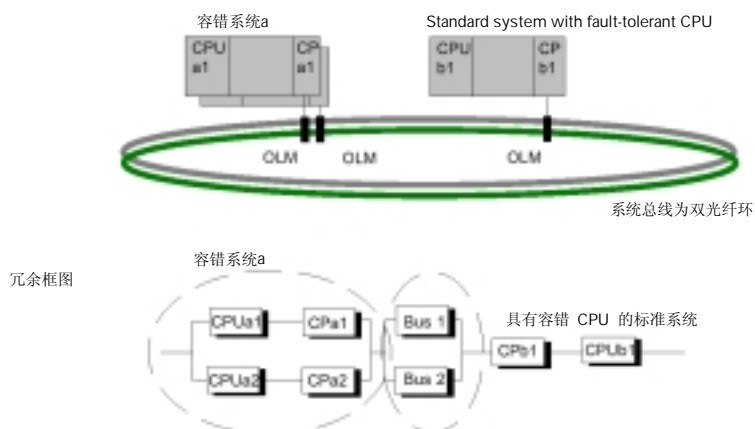 容错系统a
Standard system with fault-tolerant CPU
CPU
a1
CP
a1
CPU
b1
CP
b1
OLM
OLM
OLM
系统总线为双光纤环
冗余框图
容错系统a
具有容错 CPU 的标准系统
CPUa1
CPa1
Bus 1
CPb1
CPUb1
CPUa2
CPa2
Bus 2